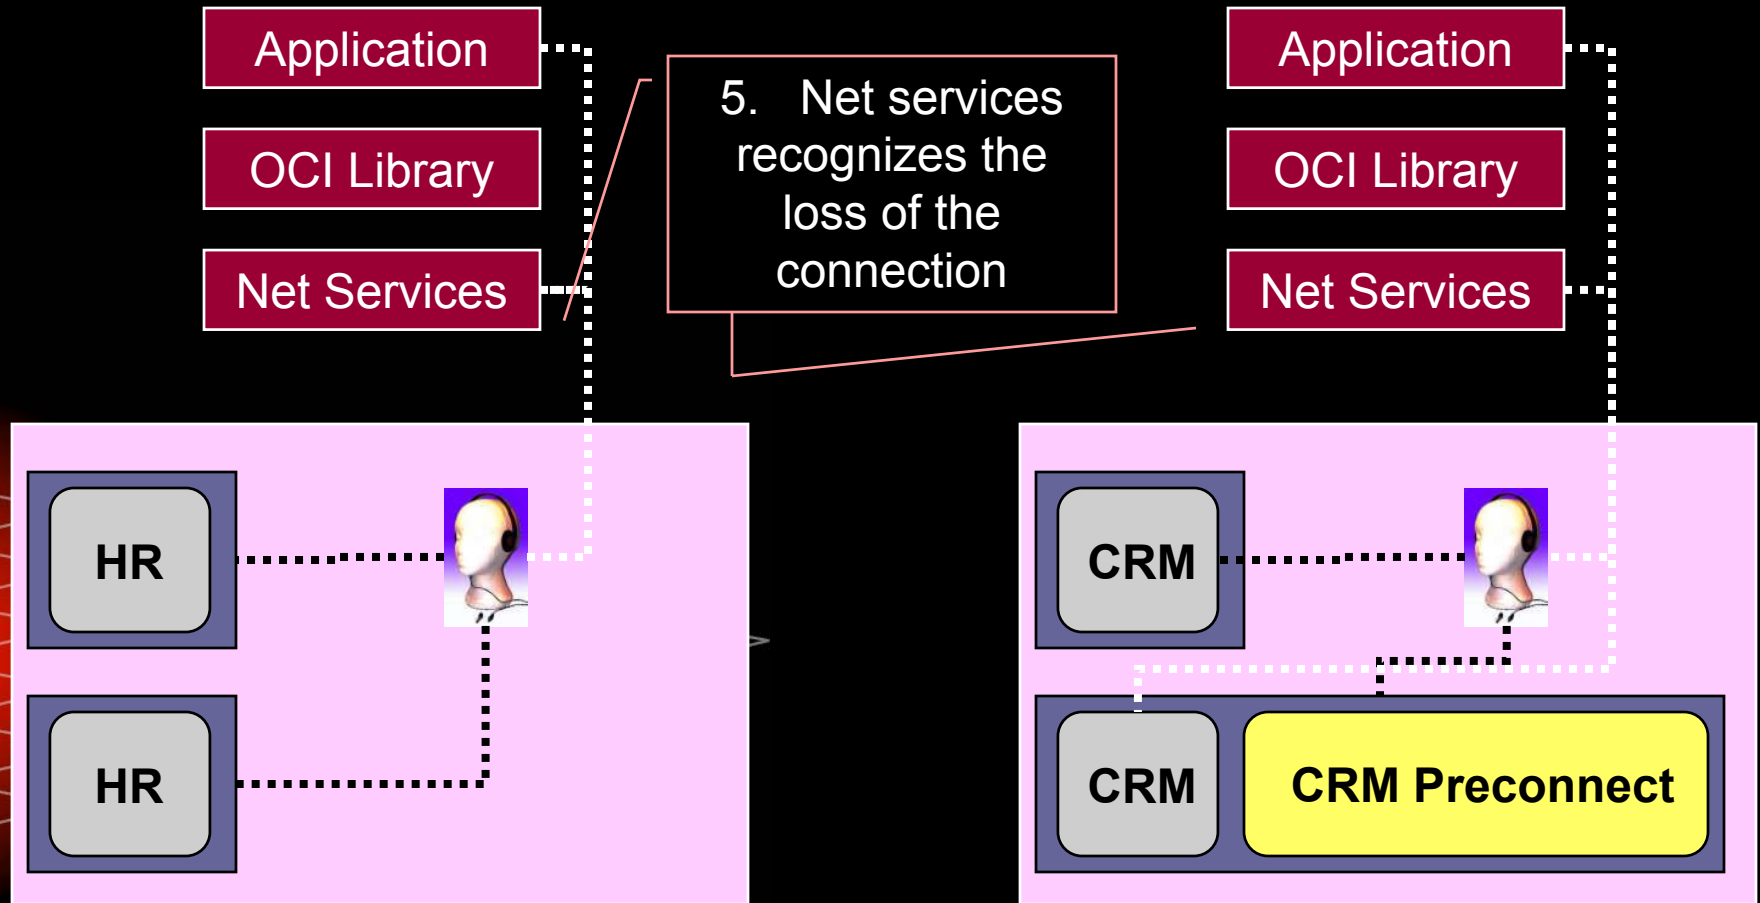 Application
OCI Library
Net Services
5. Net services
recognizes the
loss of the
connection
Application
OCI Library
Net Services
HR
HR
CRM
CRM
CRM Preconnect